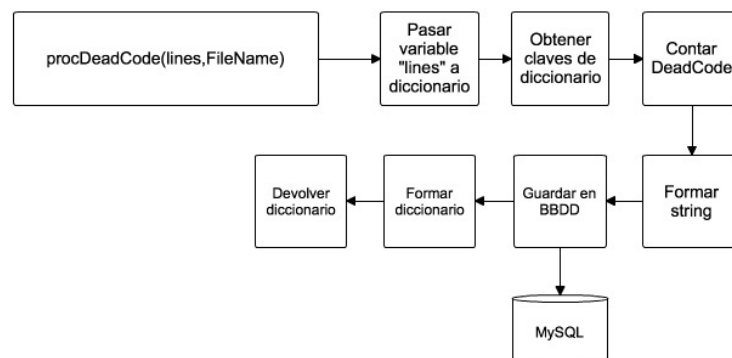 procDeadCode(lines,FileName)
Pasar
variable
"lines" a
diccionario
Obtener
claves de
diccionario
Contar
DeadCode
Formar
string
Guardar en
BBDD
Formar
diccionario
Devolver
diccionario
MySQL